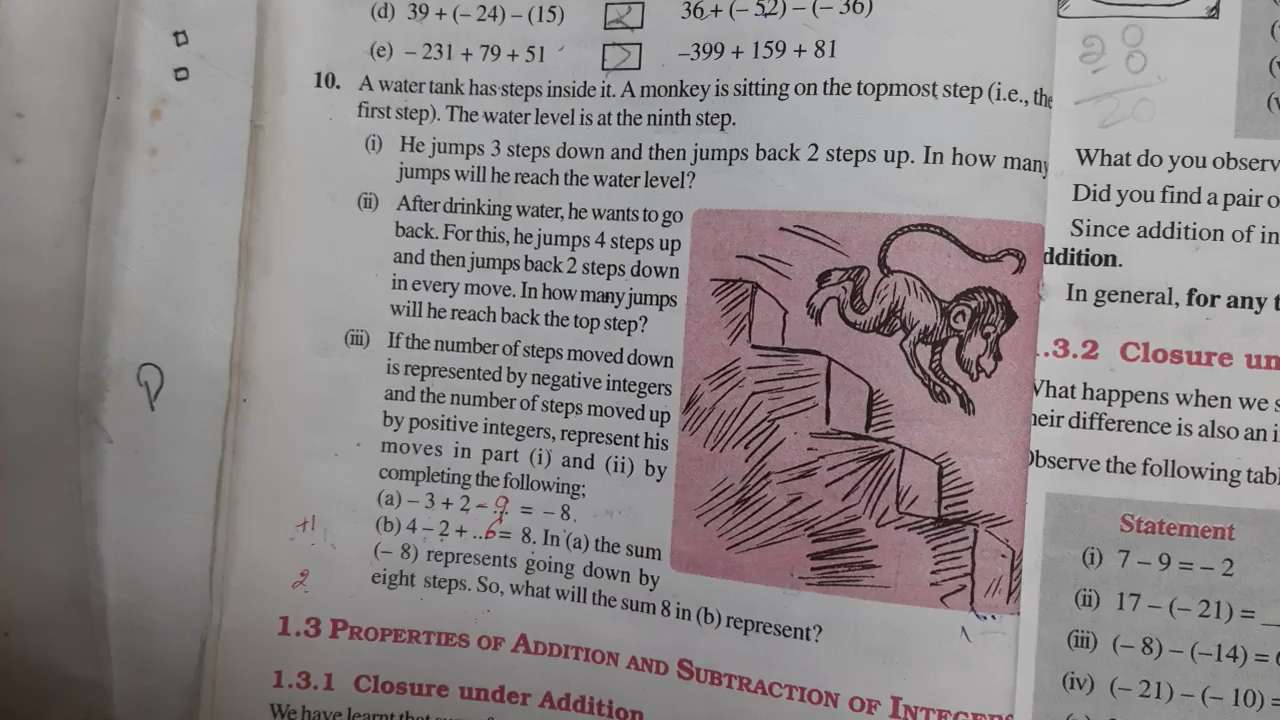 (d) 39 + (– 24) – (15)
36 + (– 52) – (– 36)
(e) – 231 + 79 + 51
–399 + 159 + 81
10. A water tank has steps inside it. A monkey is sitting on the topmost step (i.e., the
first step). The water level is at the ninth step.
(i) He jumps 3 steps down and then jumps back 2 steps up. In how many
jumps will he reach the water level?
(ii) After drinking water, he wants to go
back. For this, he jumps 4 steps up
and then jumps back 2 steps down
in every move. In how many jumps
will he reach back the top step?
(iii) If the number of steps moved down
is represented by negative integers
and the number of steps moved up
by positive integers, represent his
moves in part (i) and (ii) by
completing the following;
(a) – 3 + 2 – 9 = – 8.
(b) 4 – 2 + ..6 = 8. In (a) the sum
(– 8) represents going down by
eight steps. So, what will the sum 8 in (b) represent?
+1
2
1.3 PROPERTIES OF ADDITION AND SUBTRACTION OF INTEGERS
1.3.1 Closure under Addition
We have learnt that
20
What do you observ
Did you find a pair o
Since addition of in
ddition.
In general, for any
.3.2 Closure un
What happens when we s
heir difference is also an i
Observe the following tabl
Statement
(i) 7 – 9 = – 2
(ii) 17 – (– 21) = _
(iii) (– 8) – (–14) =
(iv) (– 21) – (– 10) =